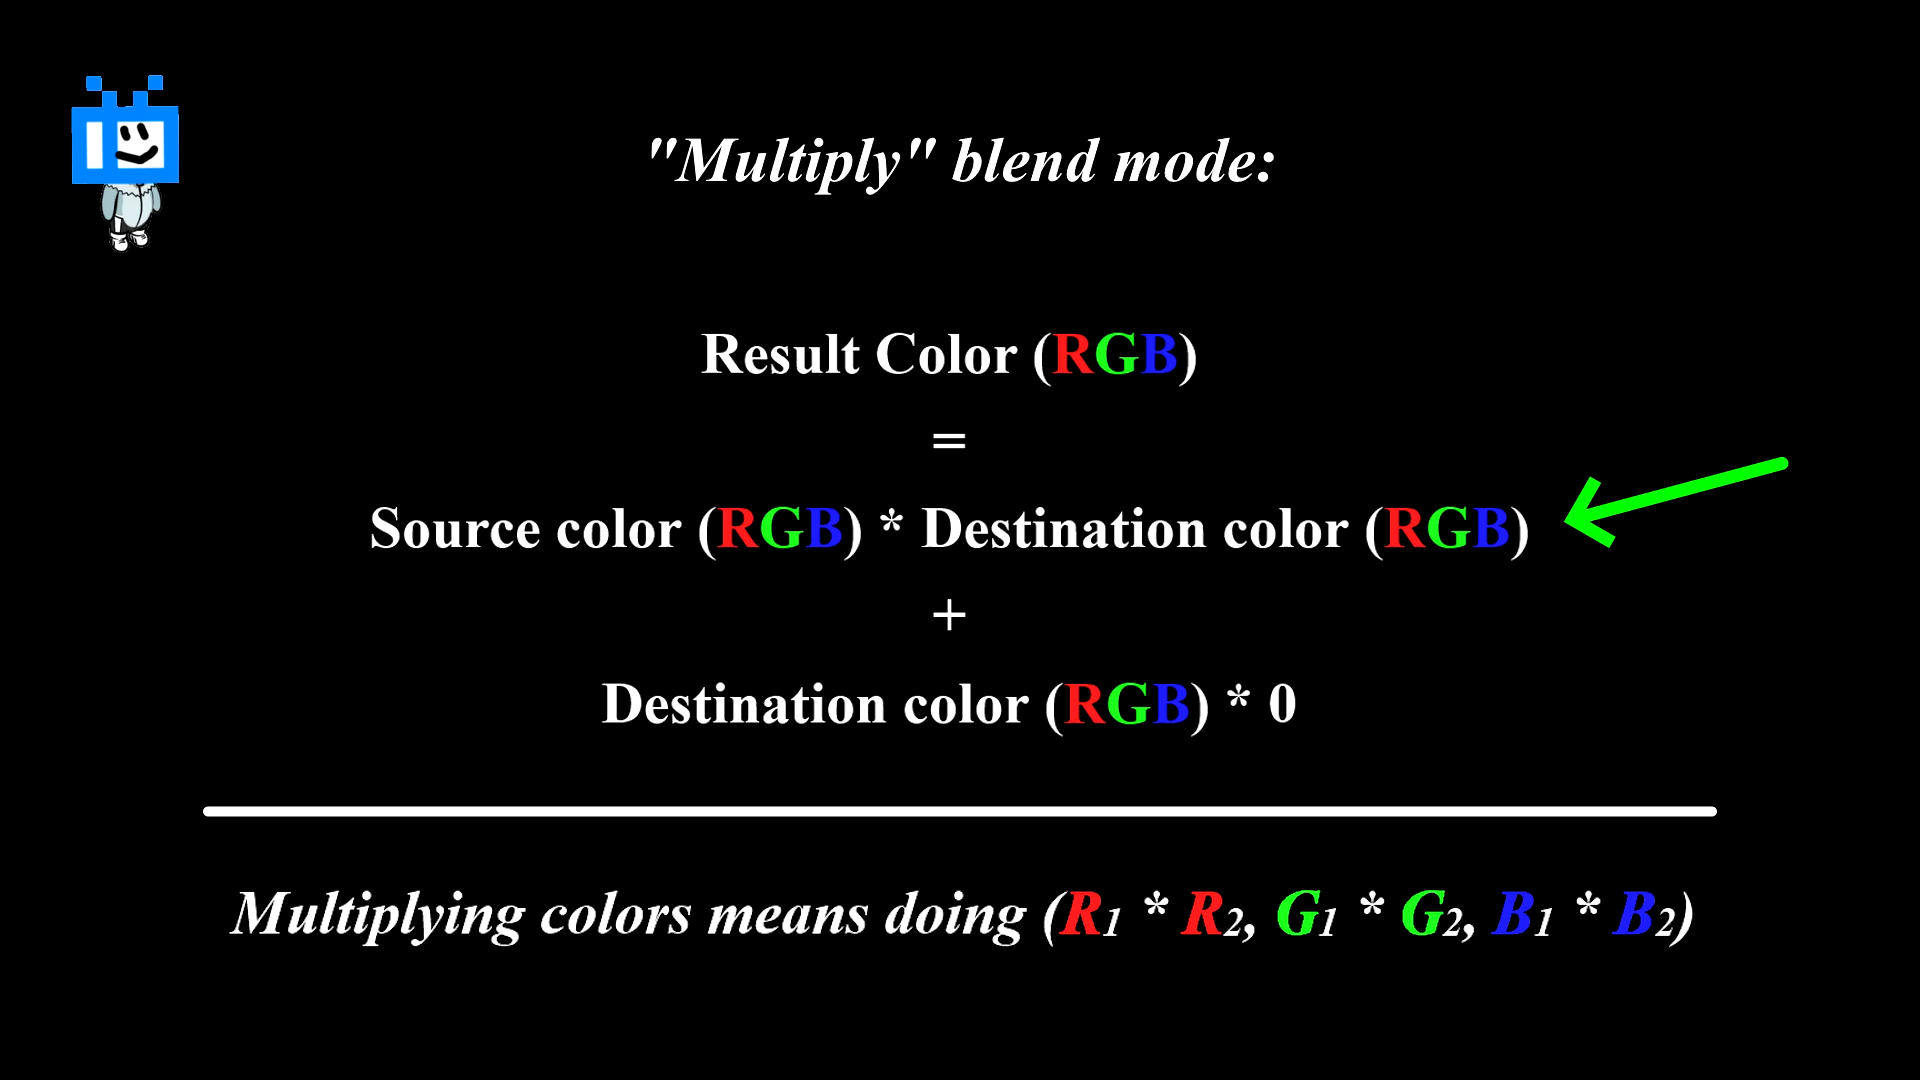 "Multiply" blend mode:
Result Color (RGB)
=
Source color (RGB) * Destination color (RGB)
+
Destination color (RGB) * 0
Multiplying colors means doing (R₁ * R₂, G₁ * G₂, B₁ * B₂)